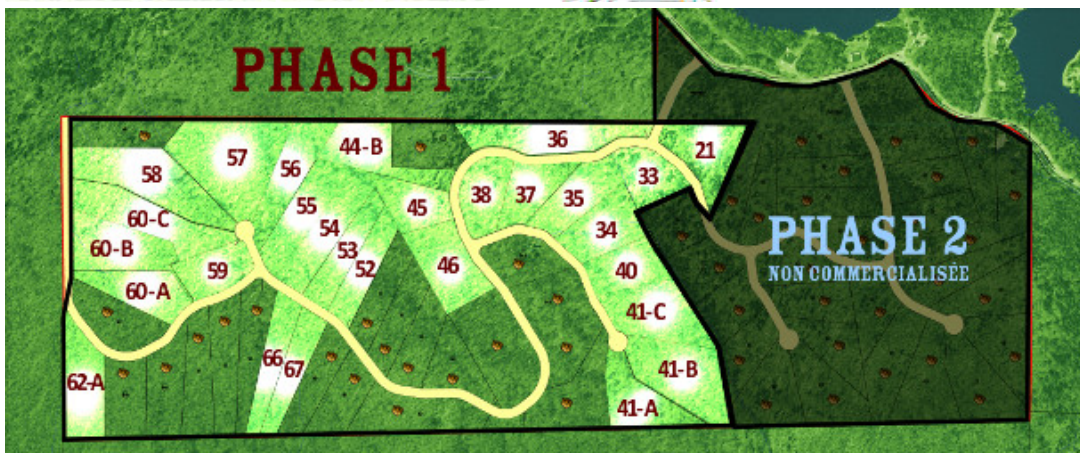 PHASE 1
36
44-B
21
57
56
58
33
45
38
37
35
55
60-C
54
34
60-B
53
52
46
59
40
60-A
41-C
66
67
41-B
62-A
41-A
PHASE 2
NON COMMERCIALISÉE